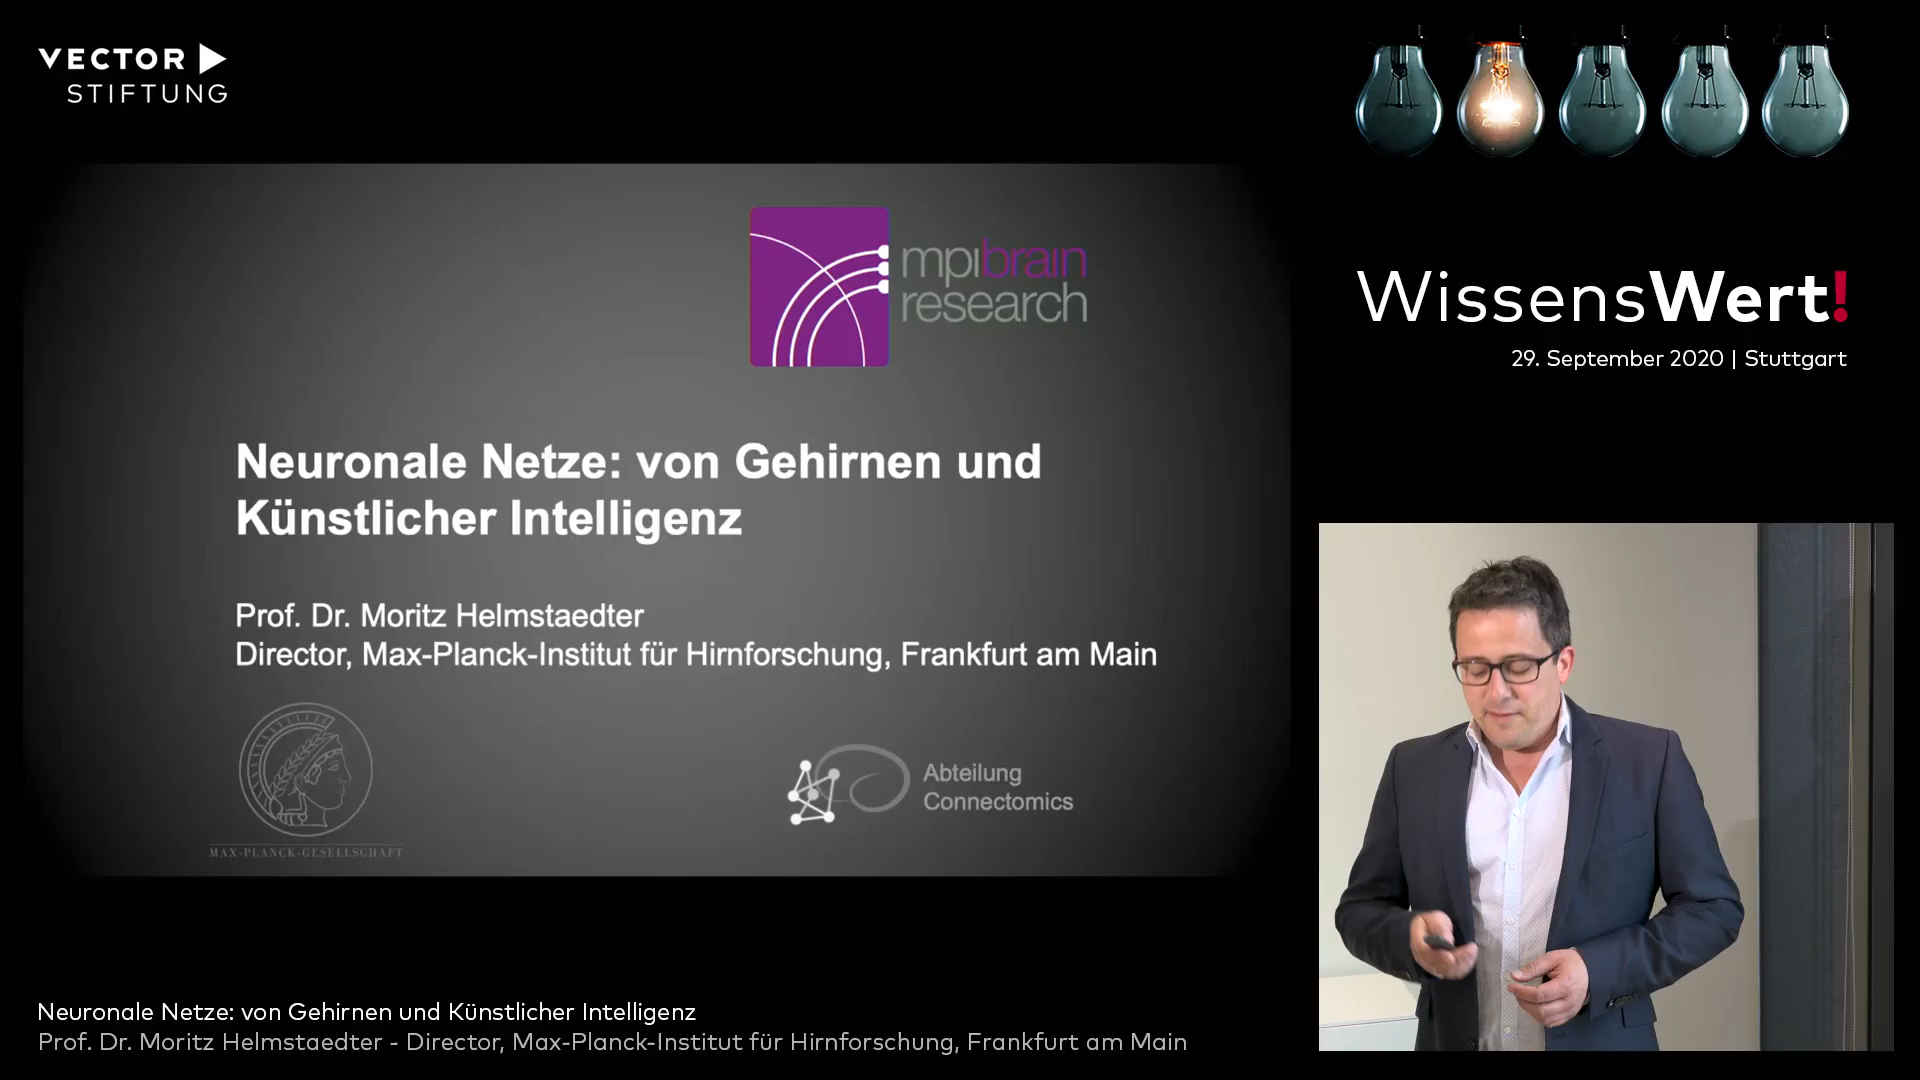 VECTOR
STIFTUNG
mpibrain
research
WissensWert!
29. September 2020 | Stuttgart
Neuronale Netze: von Gehirnen und
Künstlicher Intelligenz
Prof. Dr. Moritz Helmstaedter
Director, Max-Planck-Institut für Hirnforschung, Frankfurt am Main
MAX-PLANCK-GESELLSCHAFT
Abteilung
Connectomics
Neuronale Netze: von Gehirnen und Künstlicher Intelligenz
Prof. Dr. Moritz Helmstaedter - Director, Max-Planck-Institut für Hirnforschung, Frankfurt am Main